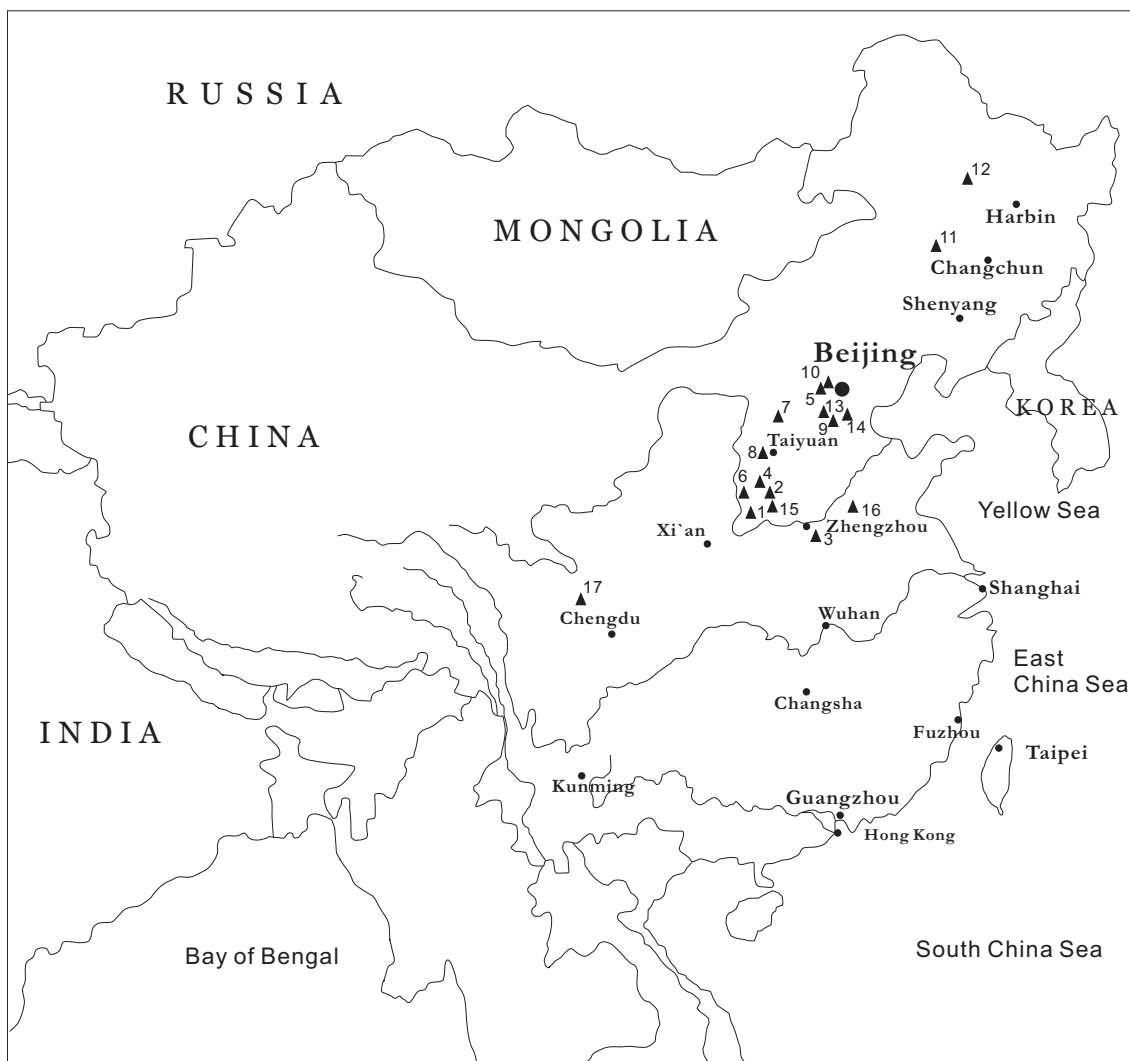 RUSSIA
12
Harbin
MONGOLIA
11
Changchun
Shenyang
Beijing
10
5
7
13
KOREA
CHINA
9
14
Taiyuan
8
4
6
2
1
15
16
Yellow Sea
Xi`an
Zhengzhou
3
17
Shanghai
Chengdu
Wuhan
East
China Sea
Changsha
INDIA
Fuzhou
Taipei
Kunming
Guangzhou
Hong Kong
Bay of Bengal
South China Sea